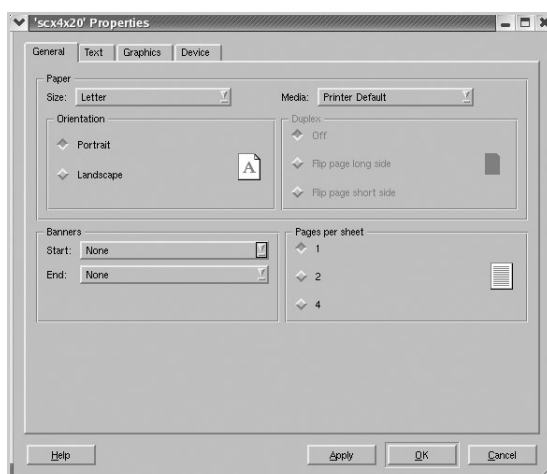 'scx4x20' Properties
General Text Graphics Device
Paper
Size: Letter
Media: Printer Default
Orientation
Portrait
Landscape
A
Duplex
Off
Flip page long side
Flip page short side
Banners
Start: None
End: None
Pages per sheet
1
2
4
Help Apply OK Cancel